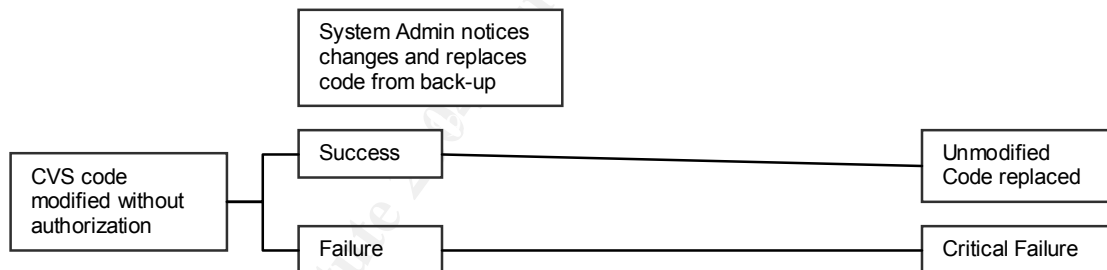 System Admin notices
changes and replaces
code from back-up
CVS code
modified without
authorization
Success
Unmodified
Code replaced
Failure
Critical Failure